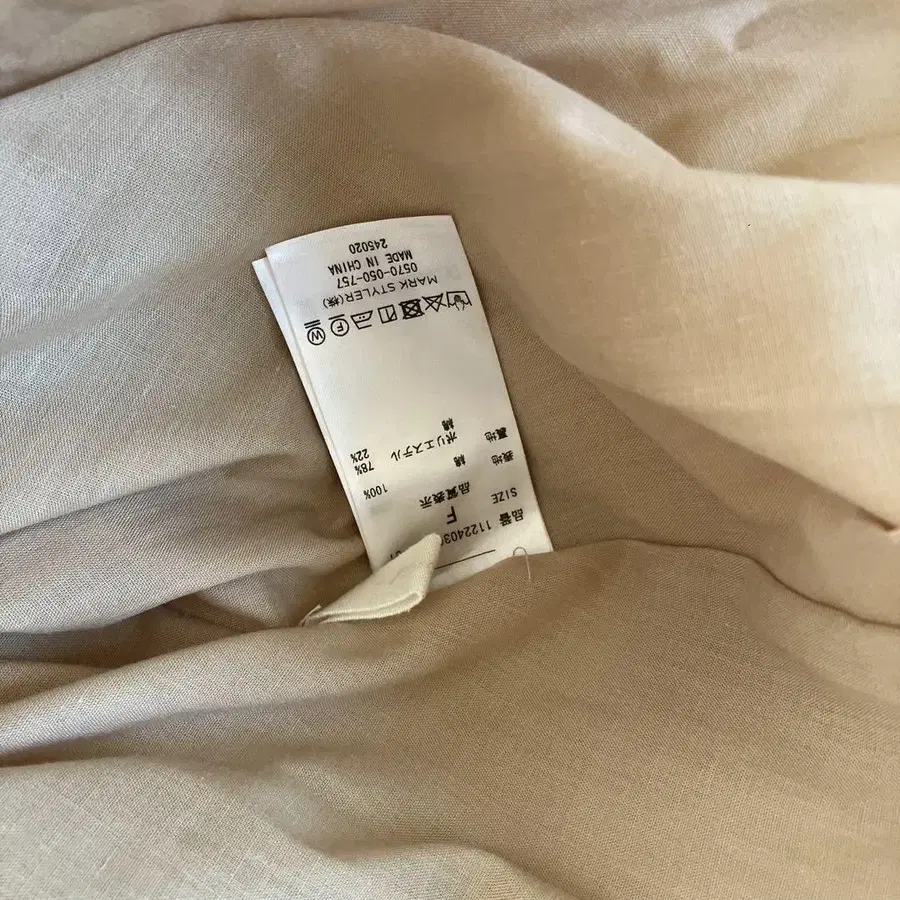 品番
SIZE F
品質表示
表地 綿 100%
裏地 ポリエステル 78%
綿 22%
F W
MARK STYLER(株)
0570-050-757
MADE IN CHINA
245020